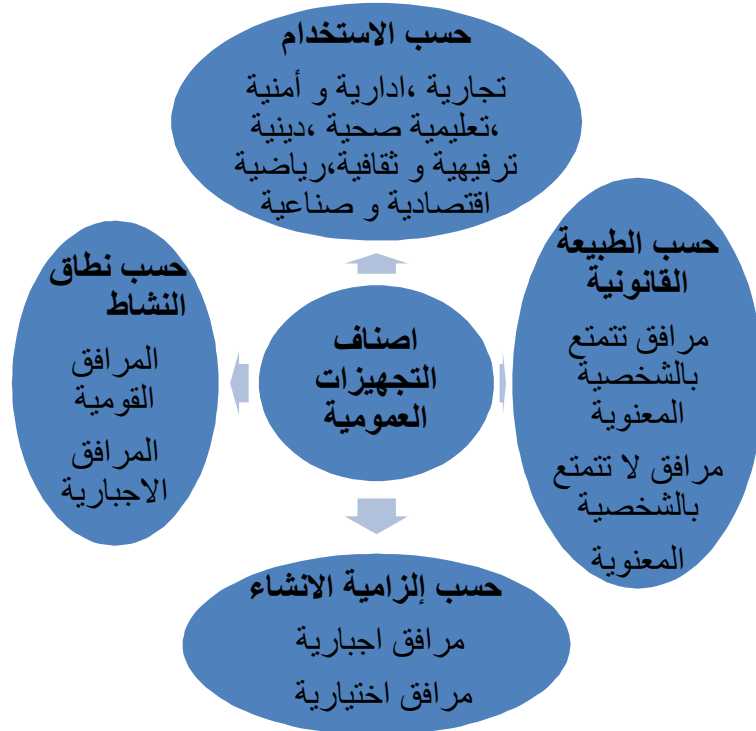 حسب الاستخدام
تجارية ،ادارية و أمنية
،تعليمية صحية ،دينية
ترفيهية و ثقافية،رياضية
اقتصادية و صناعية
حسب الطبيعة
القانونية
مرافق تتمتع
بالشخصية
المعنوية
مرافق لا تتمتع
بالشخصية
المعنوية
اصناف
التجهيزات
العمومية
حسب نطاق
النشاط
المرافق
القومية
المرافق
الاجبارية
حسب إلزامية الانشاء
مرافق اجبارية
مرافق اختيارية